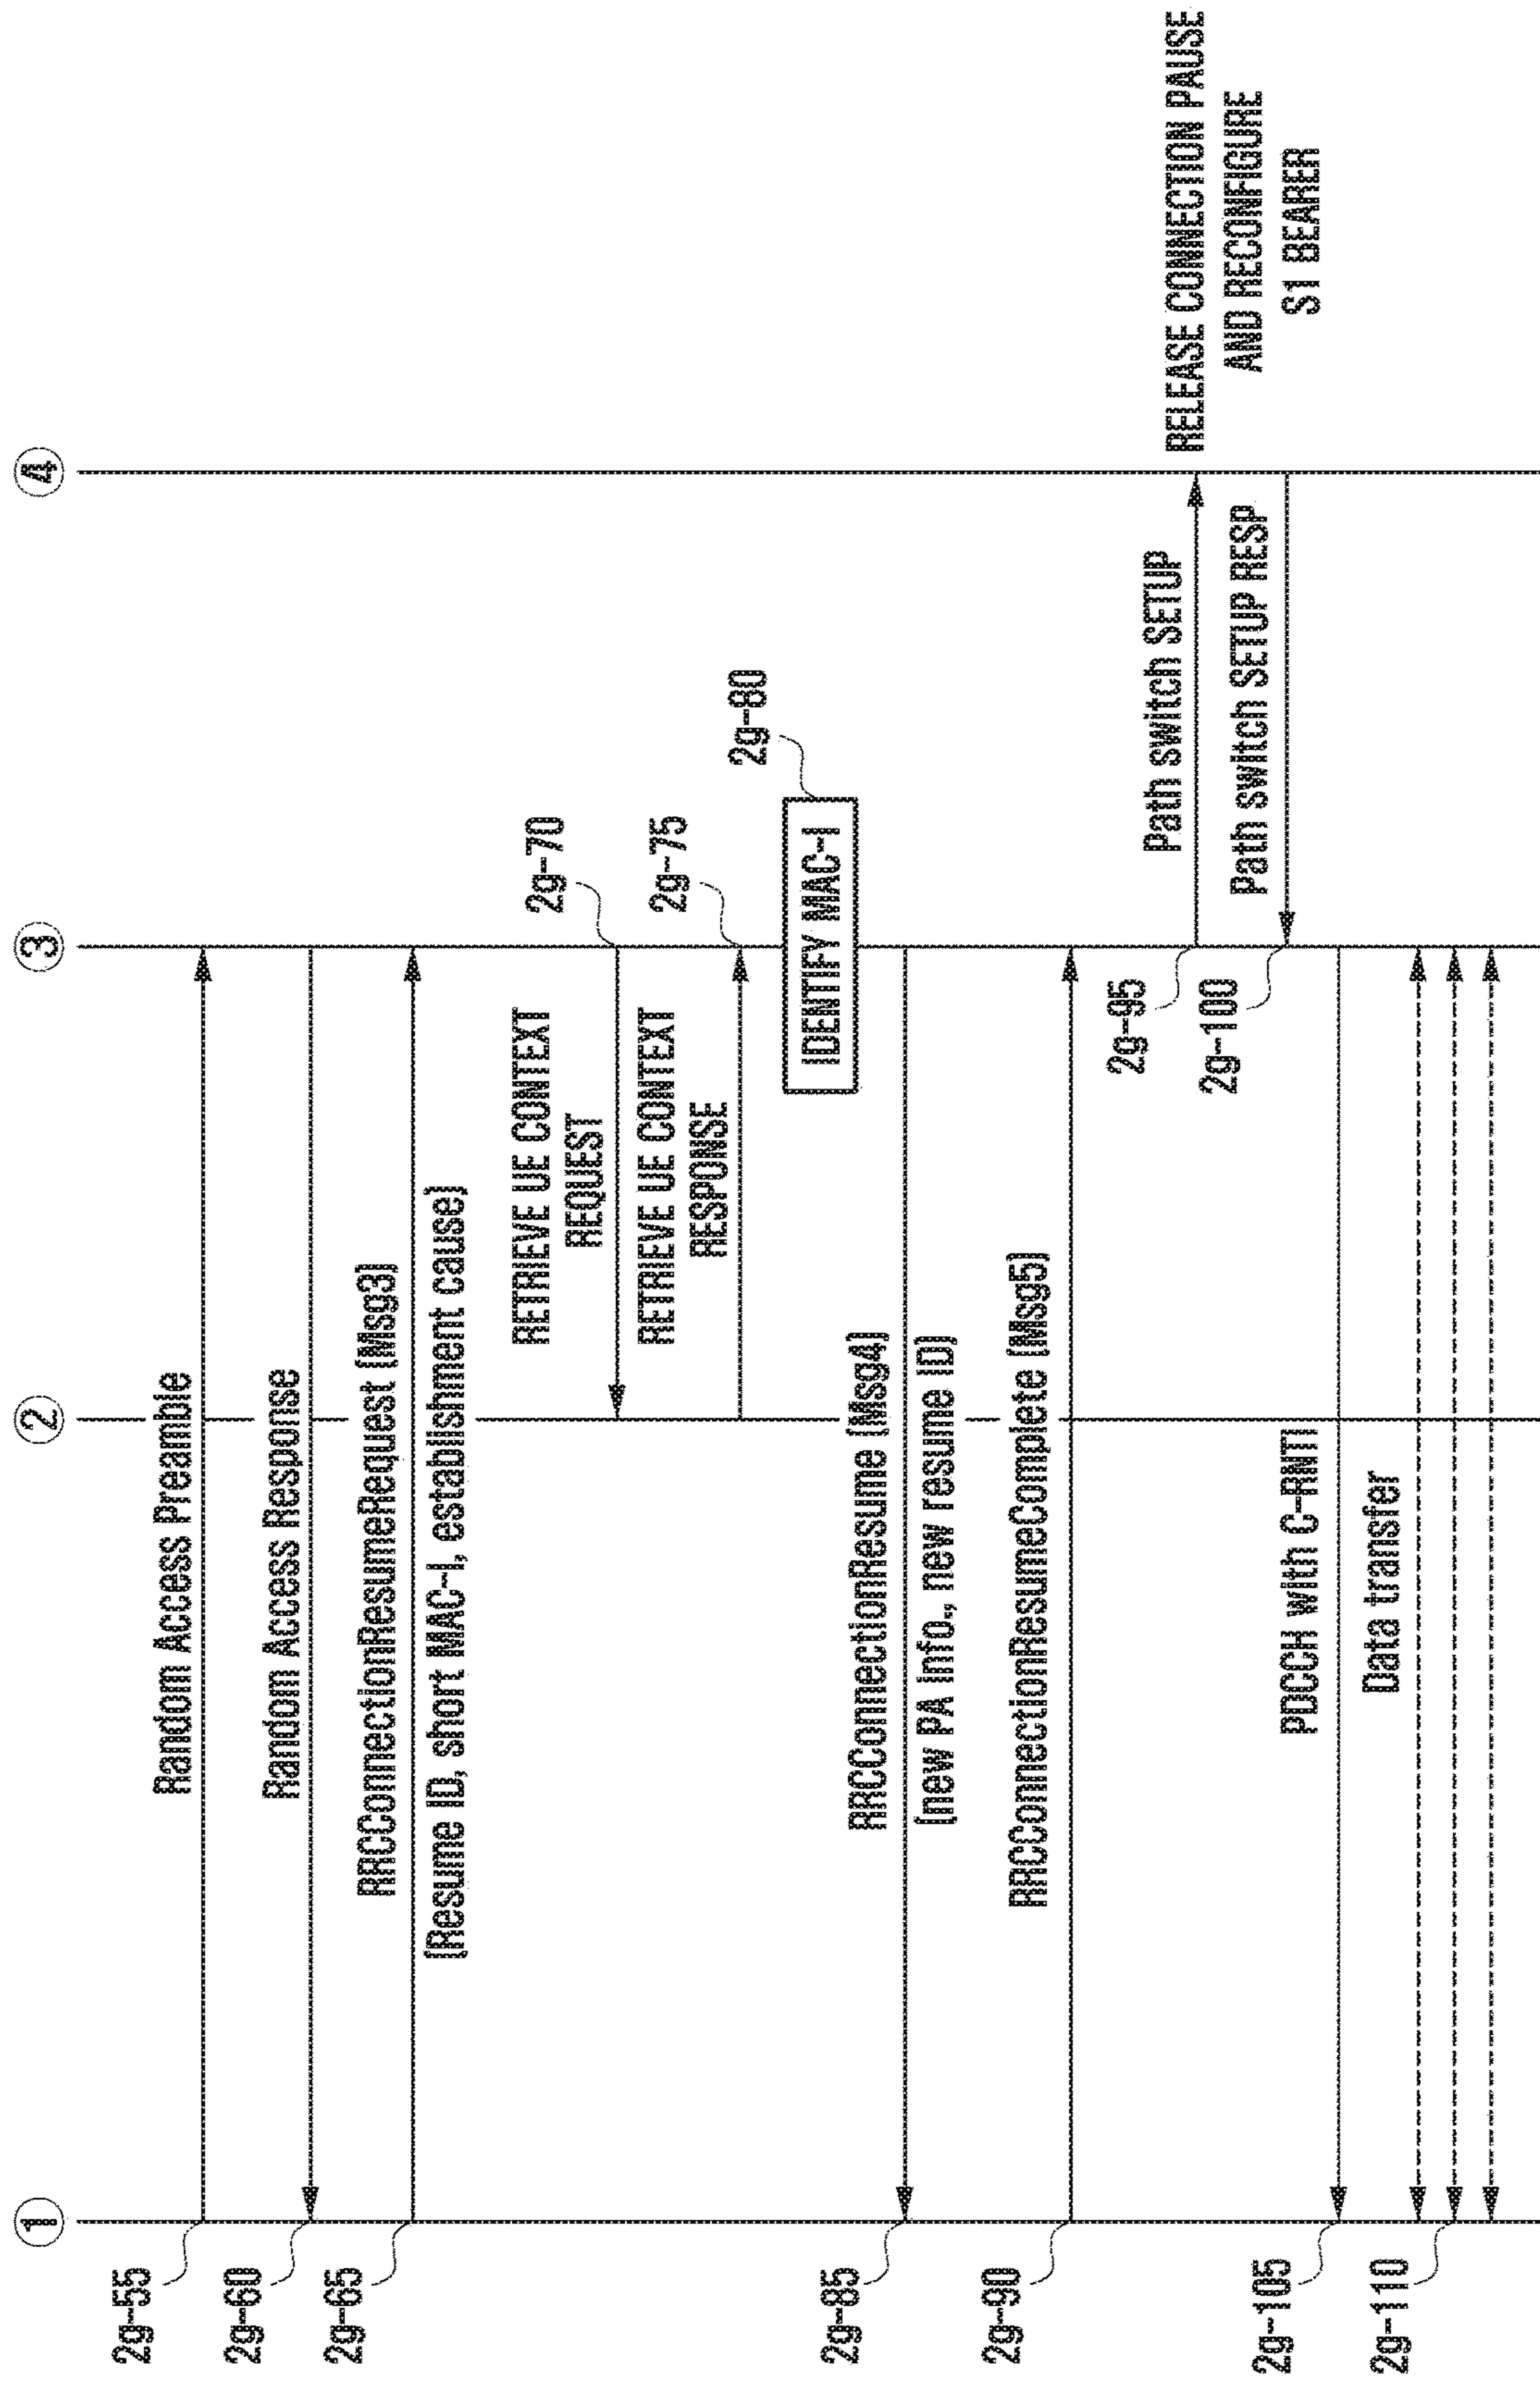 ① ② ③ ④
2g-55
Random Access Preamble
2g-60
Random Access Response
2g-65
RRCConnectionResumeRequest (Msg3)
(Resume ID, short MAC-I, establishment cause)
RETRIEVE UE CONTEXT
REQUEST
2g-70
RETRIEVE UE CONTEXT
RESPONSE
2g-75
IDENTIFY MAC-I
2g-80
2g-85
RRCConnectionResume (Msg4)
(new PA info., new resume ID)
2g-90
RRCConnectionResumeComplete (Msg5)
2g-95
Path switch SETUP
RELEASE CONNECTION PAUSE
AND RECONFIGURE
S1 BEARER
2g-100
Path switch SETUP RESP
2g-105
PDCCH with C-RNTI
2g-110
Data transfer